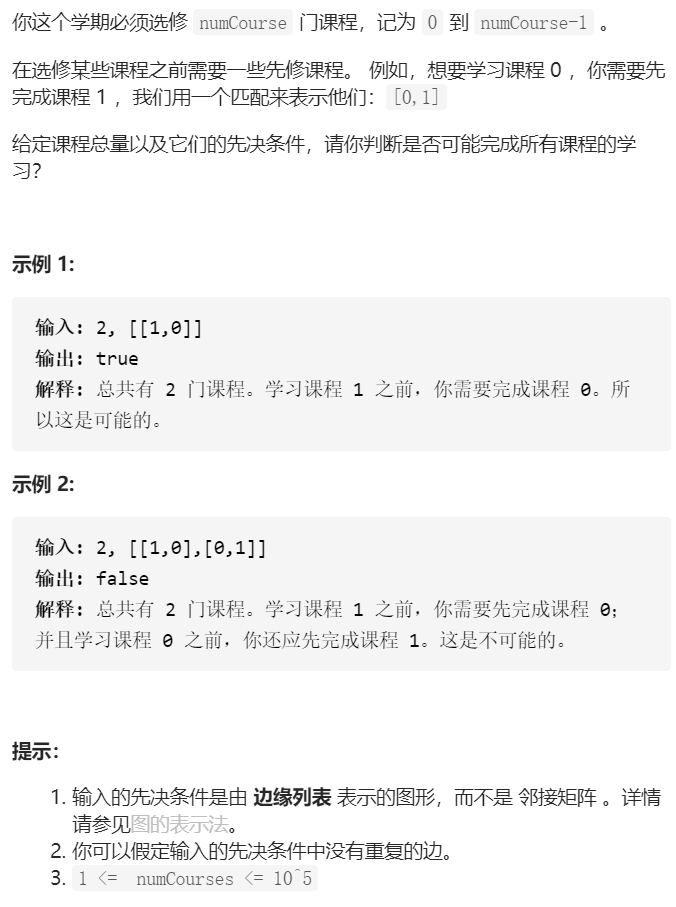 你这个学期必须选修 numCourse 门课程，记为 0 到 numCourse-1 。
在选修某些课程之前需要一些先修课程。 例如，想要学习课程 0 ，你需要先
完成课程 1 ，我们用一个匹配来表示他们：[0,1]
给定课程总量以及它们的先决条件，请你判断是否可能完成所有课程的学
习？
示例 1:
输入: 2, [[1,0]]
输出: true
解释: 总共有 2 门课程。学习课程 1 之前，你需要完成课程 0。所
以这是可能的。
示例 2:
输入: 2, [[1,0],[0,1]]
输出: false
解释: 总共有 2 门课程。学习课程 1 之前，你需要先完成课程 0；
并且学习课程 0 之前，你还应先完成课程 1。这是不可能的。
提示：
1. 输入的先决条件是由 边缘列表 表示的图形，而不是 邻接矩阵 。详情
请参见图的表示法。
2. 你可以假定输入的先决条件中没有重复的边。
3. 1 <= numCourses <= 10^5